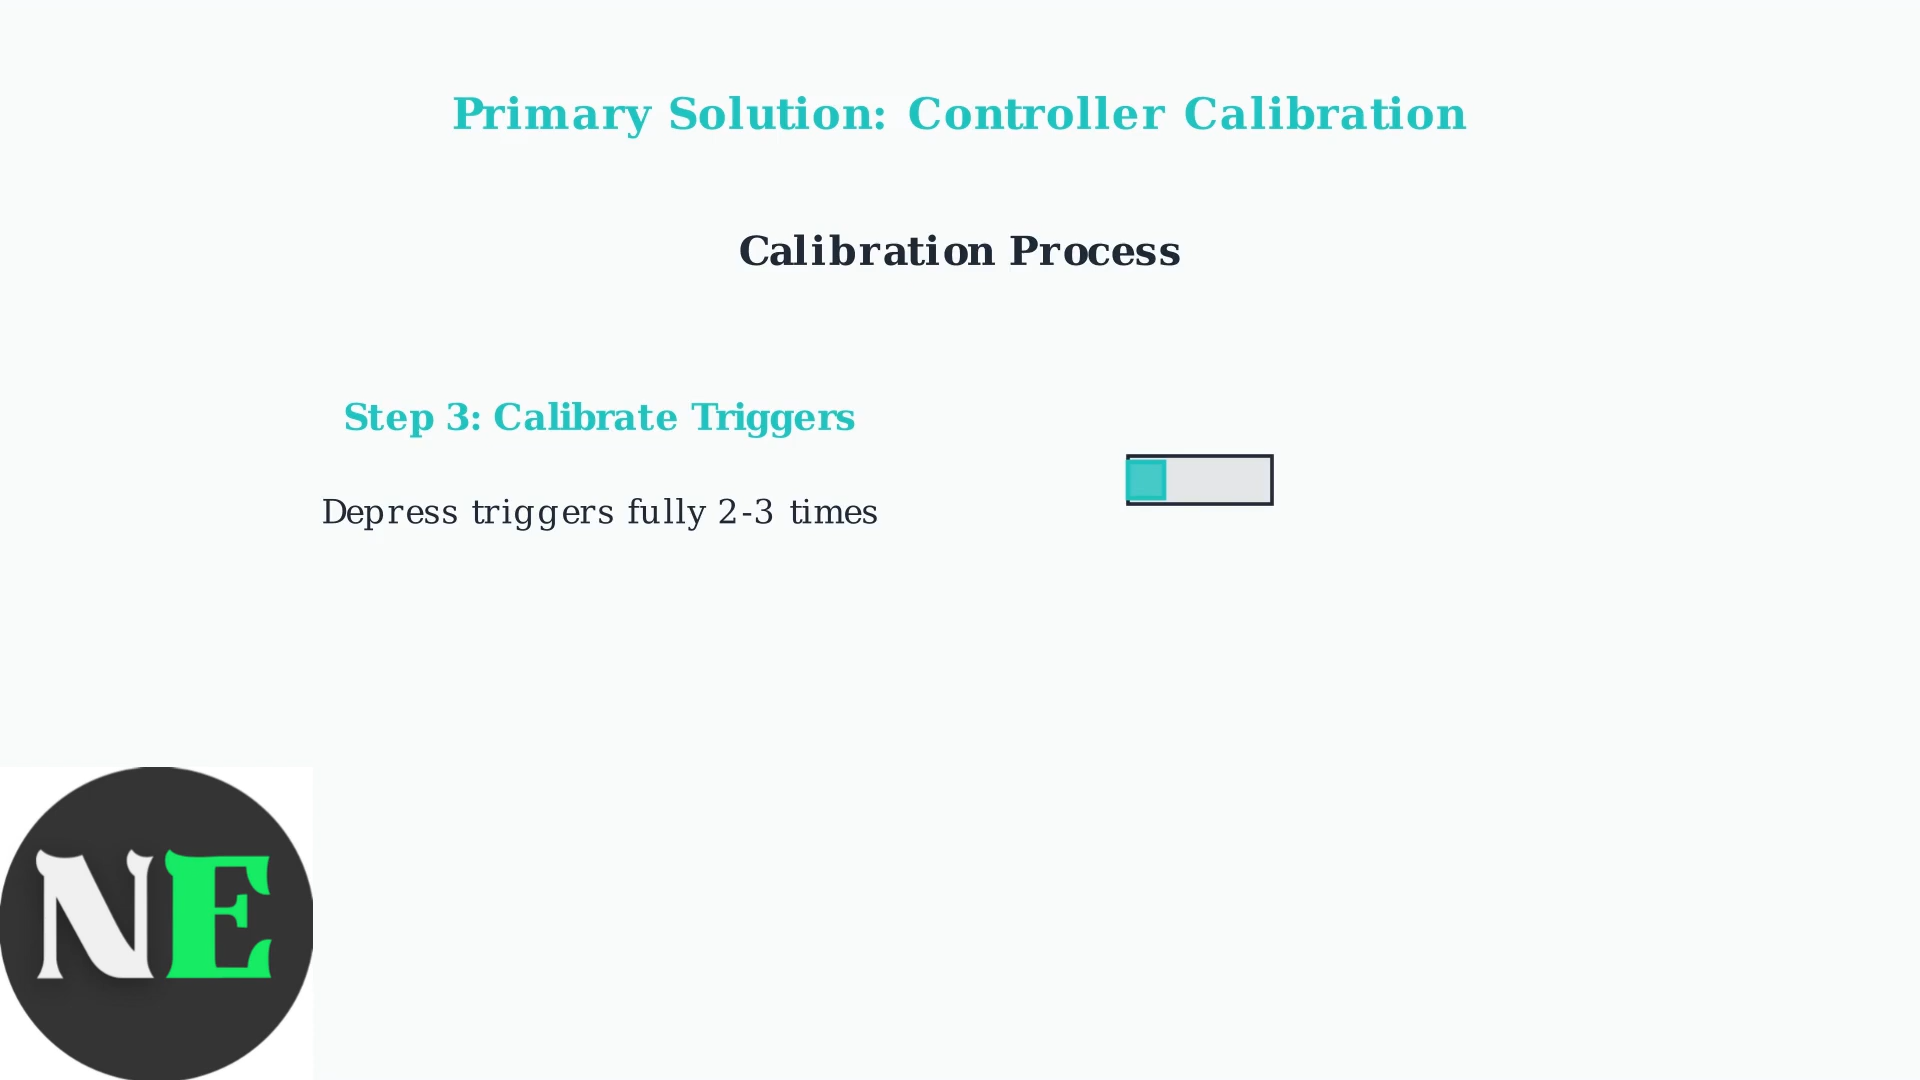 Primary Solution: Controller Calibration
Calibration Process
Step 3: Calibrate Triggers
Depress triggers fully 2-3 times
NE